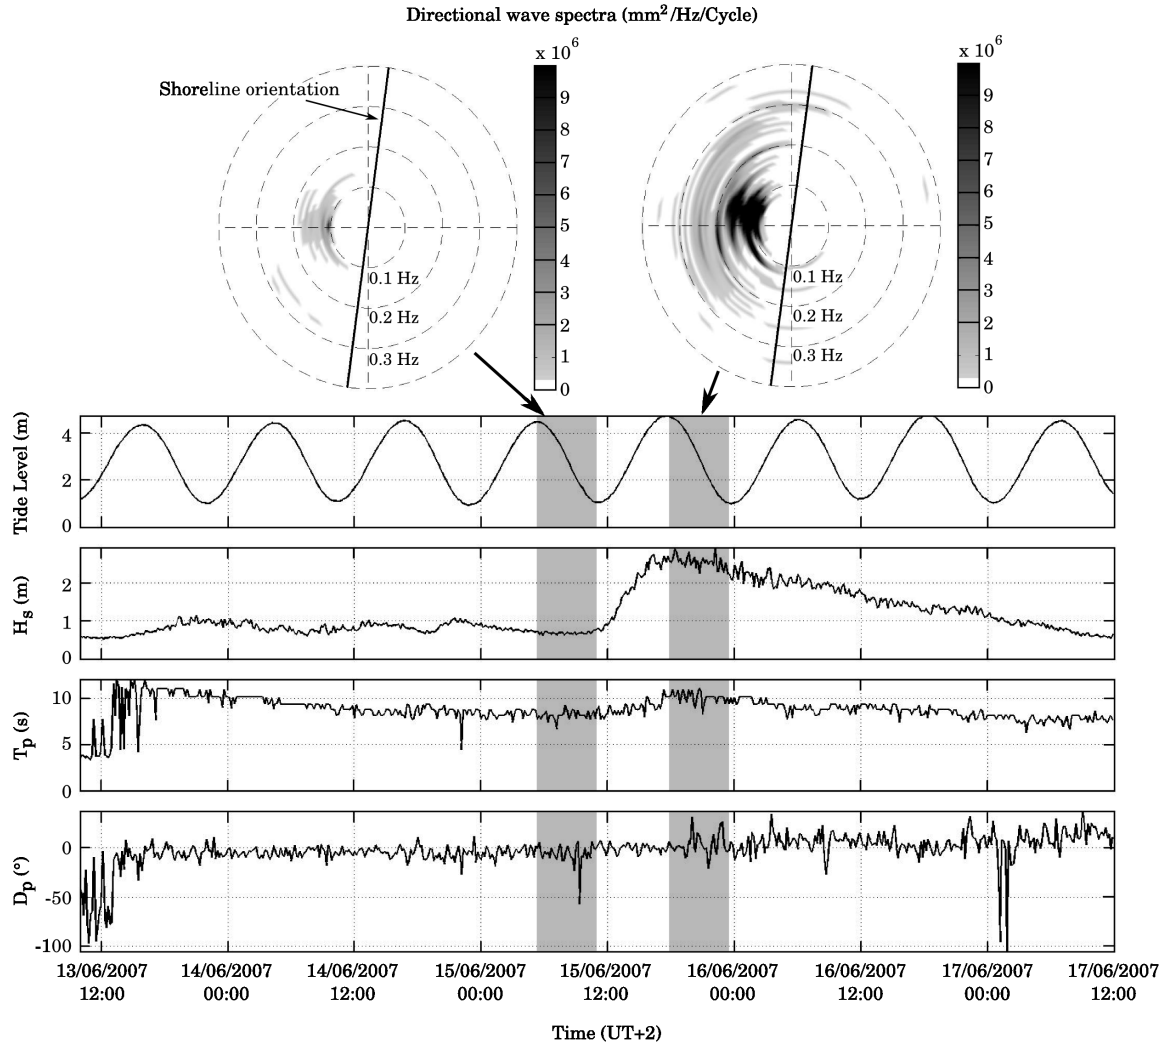 Directional wave spectra (mm2/Hz/Cycle)
x 10 6
x 10 6
Shoreline orientation
9
8
7
6
5
4
3
2
1
0
9
8
7
6
5
4
3
2
1
0
0.1 Hz
0.2 Hz
0.3 Hz
0.1 Hz
0.2 Hz
0.3 Hz
Tide Level (m)
4
2
0
Hs (m)
2
1
0
Tp (s)
10
5
0
Dp (°)
0
-50
-100
13/06/2007 14/06/2007 14/06/2007 15/06/2007 15/06/2007 16/06/2007 16/06/2007 17/06/2007 17/06/2007
12:00 00:00 12:00 00:00 12:00 00:00 12:00 00:00 12:00
Time (UT+2)